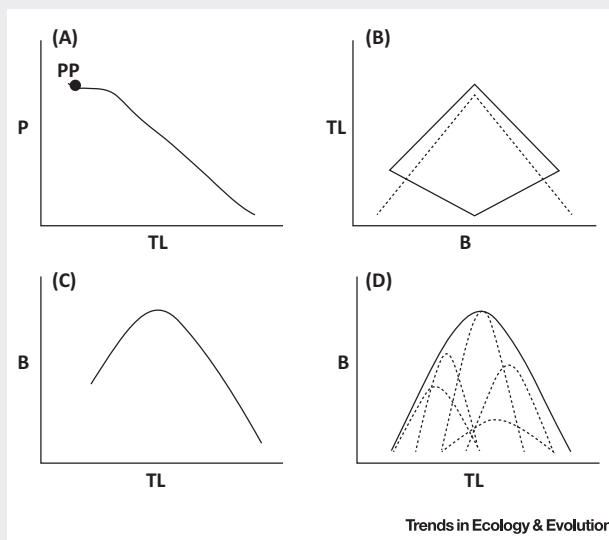 (A)
PP
P
TL
(B)
TL
B
(C)
B
TL
(D)
B
TL
Trends in Ecology & Evolution